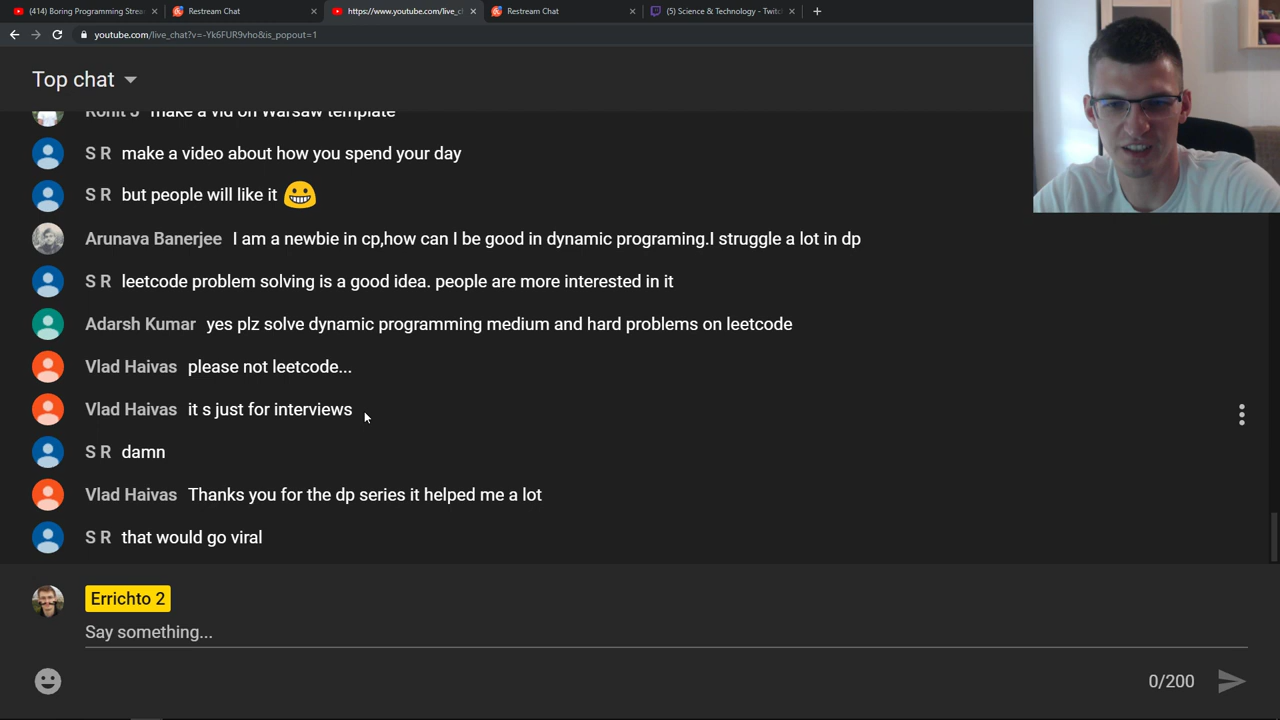 (414) Boring Programming Strea
Restream Chat
https://www.youtube.com/live_c
Restream Chat
(5) Science & Technology - Twitc
youtube.com/live_chat?v=-Yk6FUR9vho&is_popout=1
Top chat
Rohit J make a vid on Warsaw template
S R make a video about how you spend your day
S R but people will like it 😀
Arunava Banerjee I am a newbie in cp,how can I be good in dynamic programing.I struggle a lot in dp
S R leetcode problem solving is a good idea. people are more interested in it
Adarsh Kumar yes plz solve dynamic programming medium and hard problems on leetcode
Vlad Haivas please not leetcode...
Vlad Haivas it s just for interviews
S R damn
Vlad Haivas Thanks you for the dp series it helped me a lot
S R that would go viral
Errichto 2
Say something...
0/200